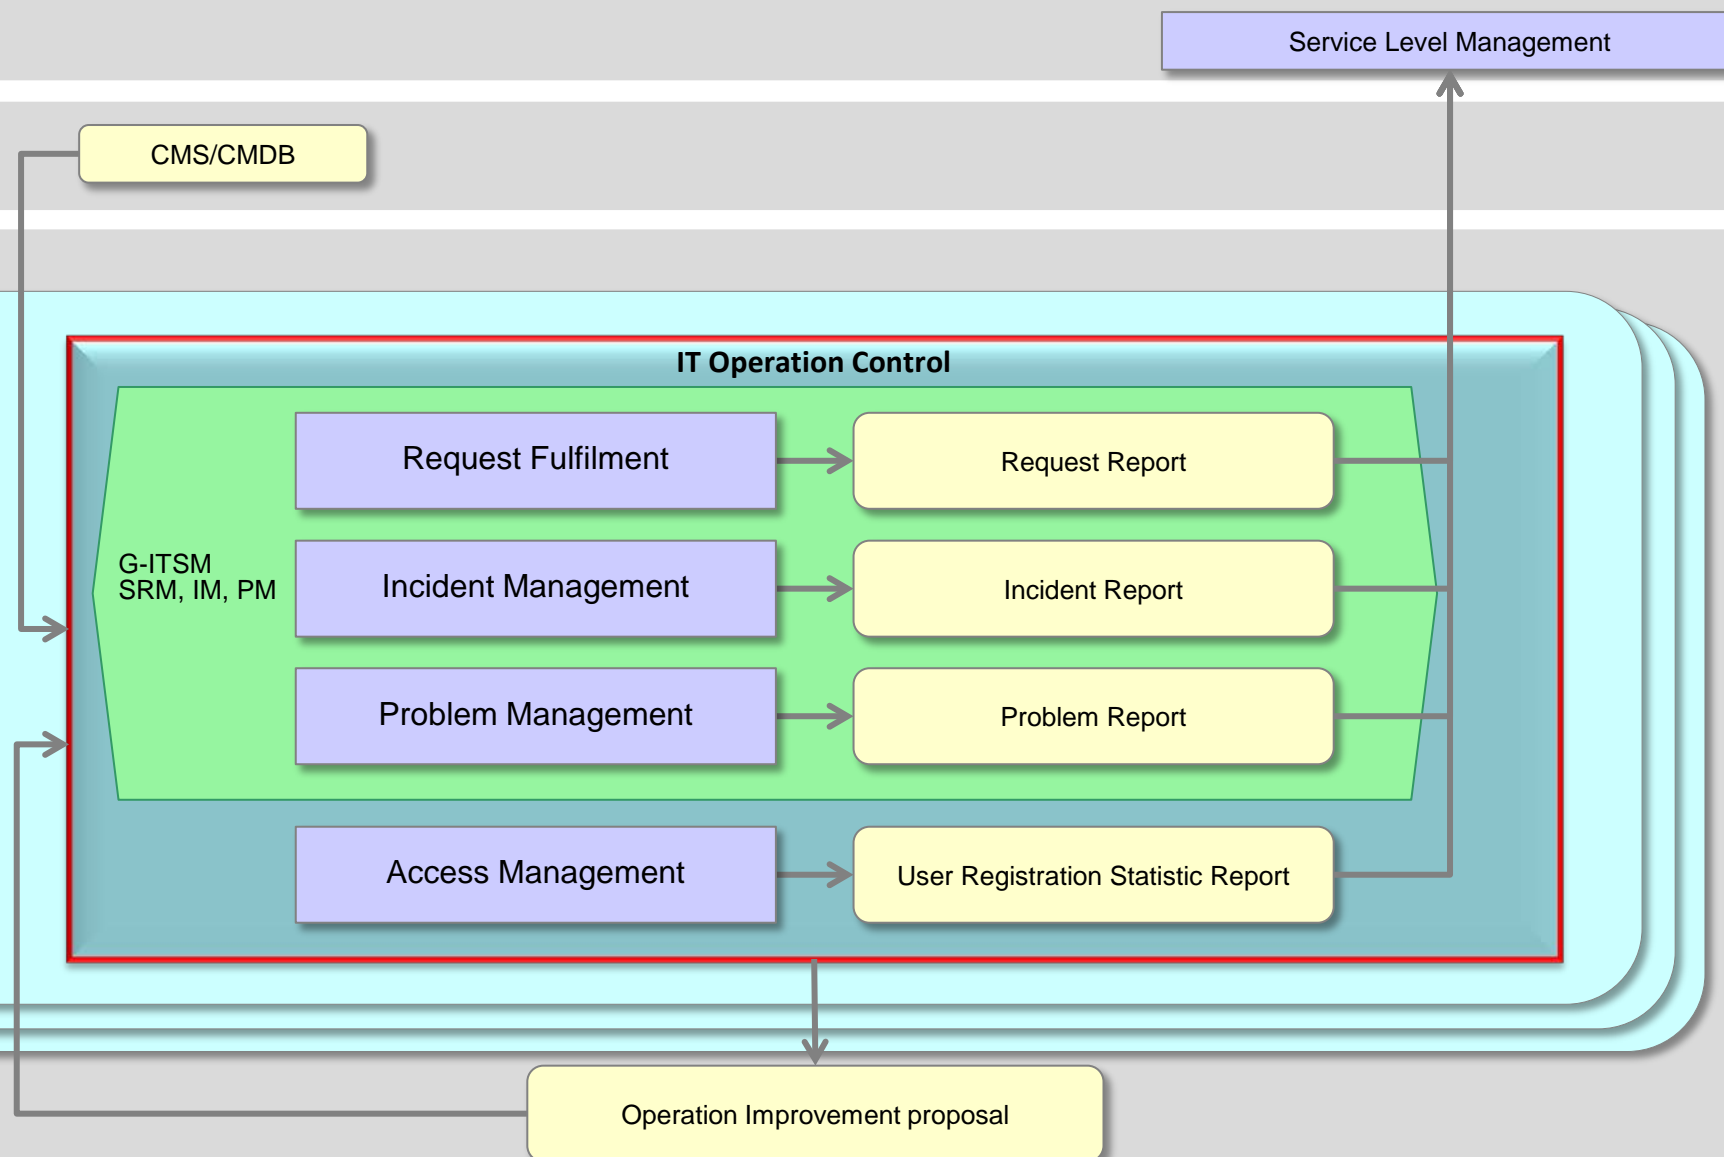 Service Level Management
CMS/CMDB
IT Operation Control
Request Fulfilment
Request Report
G-ITSM
SRM, IM, PM
Incident Management
Incident Report
Problem Management
Problem Report
Access Management
User Registration Statistic Report
Operation Improvement proposal